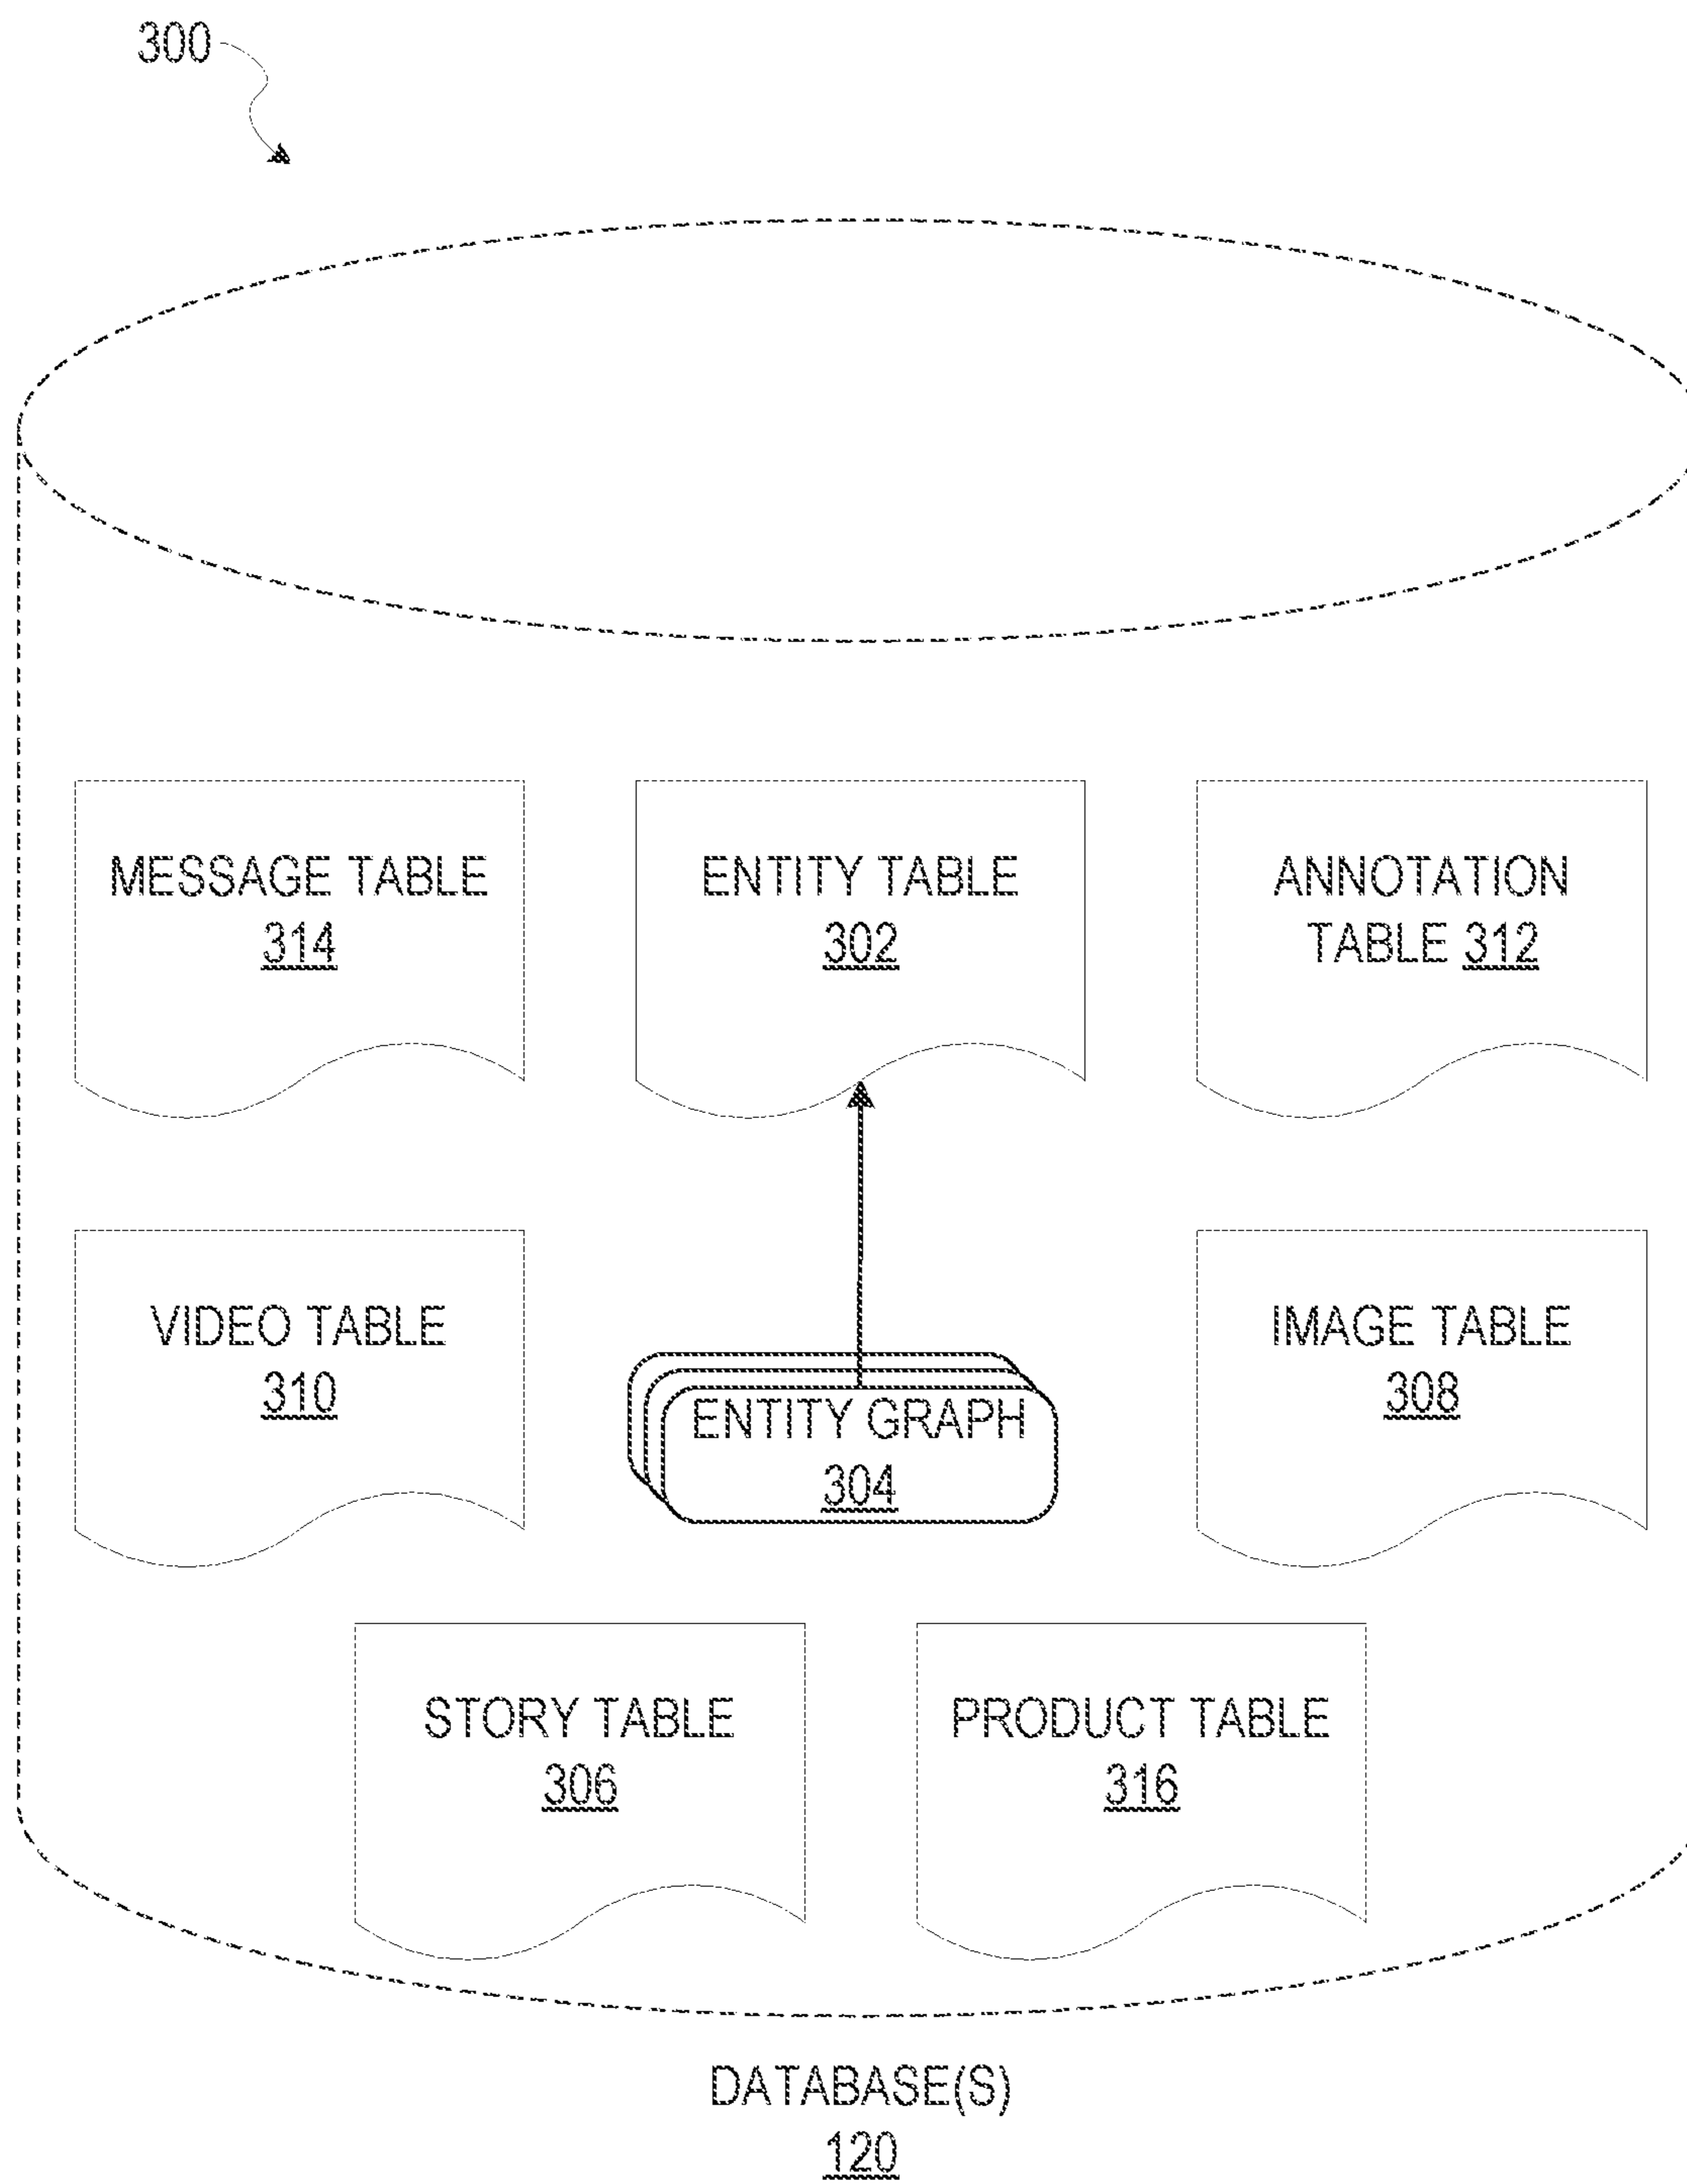 300
MESSAGE TABLE
314
ENTITY TABLE
302
ANNOTATION
TABLE 312
VIDEO TABLE
310
ENTITY GRAPH
304
IMAGE TABLE
308
STORY TABLE
306
PRODUCT TABLE
316
DATABASE(S)
120